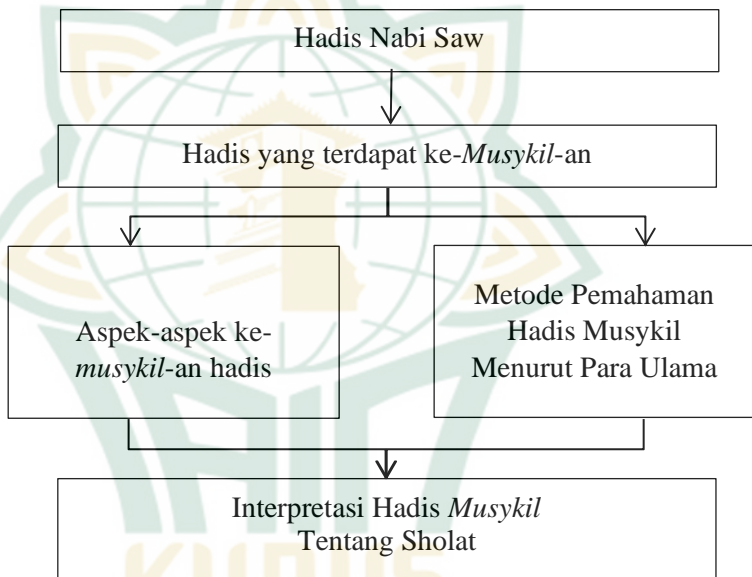 Hadis Nabi Saw
Hadis yang terdapat ke-Musykil-an
Aspek-aspek ke-
musykil-an hadis
Metode Pemahaman
Hadis Musykil
Menurut Para Ulama
Interpretasi Hadis Musykil
Tentang Sholat